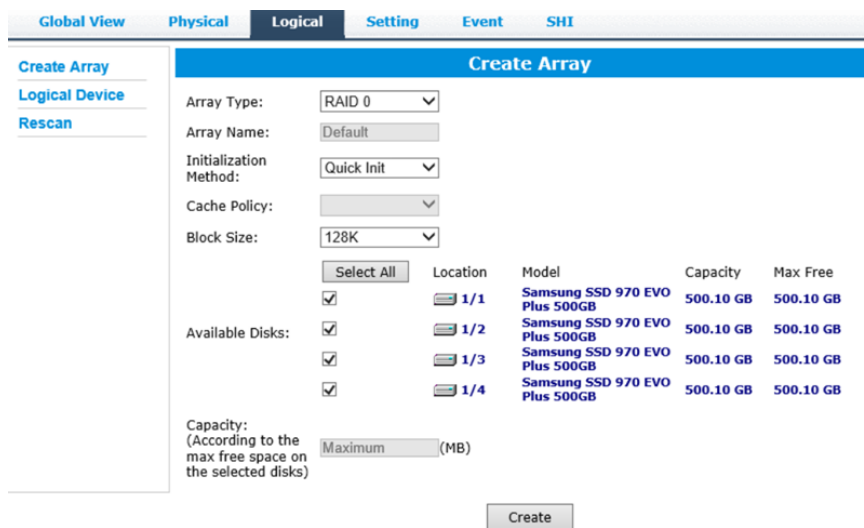 Global View Physical Logical Setting Event SHI
Create Array
Logical Device
Rescan
Create Array
Array Type: RAID 0
Array Name: Default
Initialization
Method: Quick Init
Cache Policy:
Block Size: 128K
Select All Location Model Capacity Max Free
Available Disks:
1/1 Samsung SSD 970 EVO
Plus 500GB 500.10 GB 500.10 GB
1/2 Samsung SSD 970 EVO
Plus 500GB 500.10 GB 500.10 GB
1/3 Samsung SSD 970 EVO
Plus 500GB 500.10 GB 500.10 GB
1/4 Samsung SSD 970 EVO
Plus 500GB 500.10 GB 500.10 GB
Capacity:
(According to the
max free space on
the selected disks) Maximum (MB)
Create